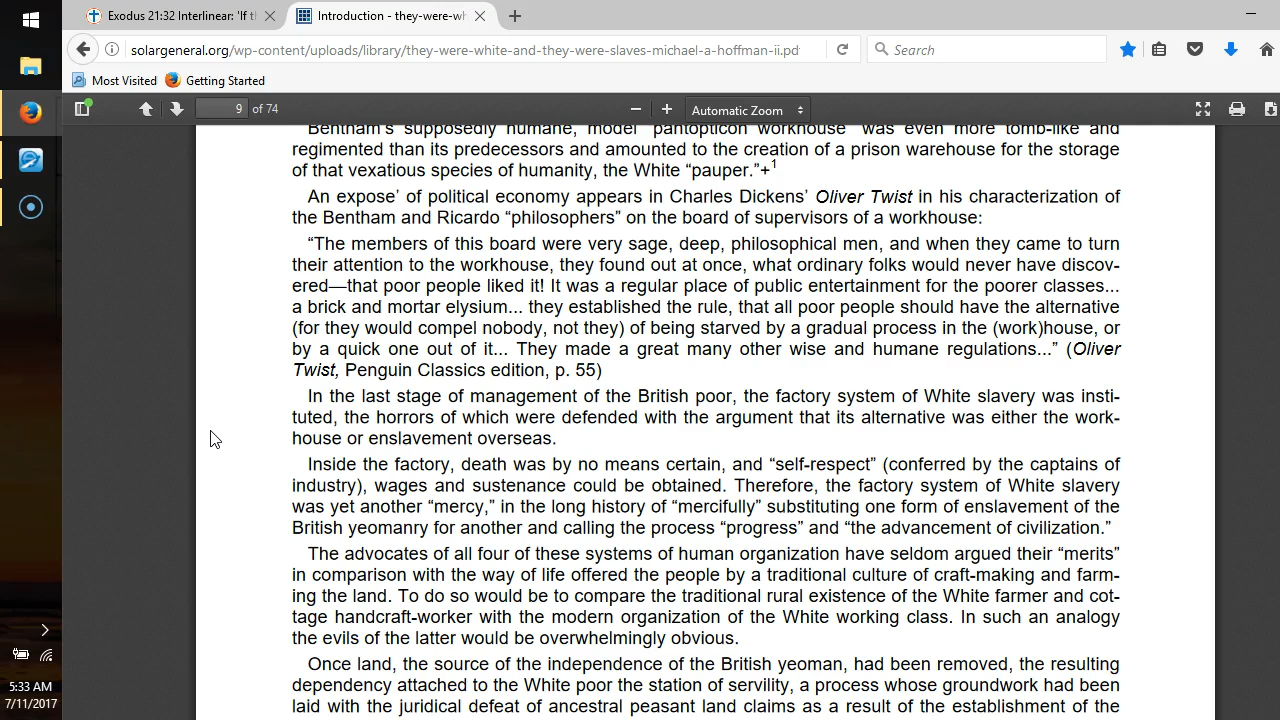 Exodus 21:32 Interlinear: 'If t
Introduction - they-were-wh
solargeneral.org/wp-content/uploads/library/they-were-white-and-they-were-slaves-michael-a-hoffman-ii.pd
Search
Most Visited
Getting Started
9 of 74
Automatic Zoom
Bentham's supposedly humane, model "pantopticon workhouse" was even more tomb-like and
regimented than its predecessors and amounted to the creation of a prison warehouse for the storage
of that vexatious species of humanity, the White “pauper.”+1
An expose’ of political economy appears in Charles Dickens’ Oliver Twist in his characterization of
the Bentham and Ricardo “philosophers” on the board of supervisors of a workhouse:
“The members of this board were very sage, deep, philosophical men, and when they came to turn
their attention to the workhouse, they found out at once, what ordinary folks would never have discov-
ered—that poor people liked it! It was a regular place of public entertainment for the poorer classes...
a brick and mortar elysium... they established the rule, that all poor people should have the alternative
(for they would compel nobody, not they) of being starved by a gradual process in the (work)house, or
by a quick one out of it... They made a great many other wise and humane regulations...” (Oliver
Twist, Penguin Classics edition, p. 55)
In the last stage of management of the British poor, the factory system of White slavery was insti-
tuted, the horrors of which were defended with the argument that its alternative was either the work-
house or enslavement overseas.
Inside the factory, death was by no means certain, and “self-respect” (conferred by the captains of
industry), wages and sustenance could be obtained. Therefore, the factory system of White slavery
was yet another “mercy,” in the long history of “mercifully” substituting one form of enslavement of the
British yeomanry for another and calling the process “progress” and “the advancement of civilization.”
The advocates of all four of these systems of human organization have seldom argued their “merits”
in comparison with the way of life offered the people by a traditional culture of craft-making and farm-
ing the land. To do so would be to compare the traditional rural existence of the White farmer and cot-
tage handcraft-worker with the modern organization of the White working class. In such an analogy
the evils of the latter would be overwhelmingly obvious.
Once land, the source of the independence of the British yeoman, had been removed, the resulting
dependency attached to the White poor the station of servility, a process whose groundwork had been
laid with the juridical defeat of ancestral peasant land claims as a result of the establishment of the
5:33 AM
7/11/2017